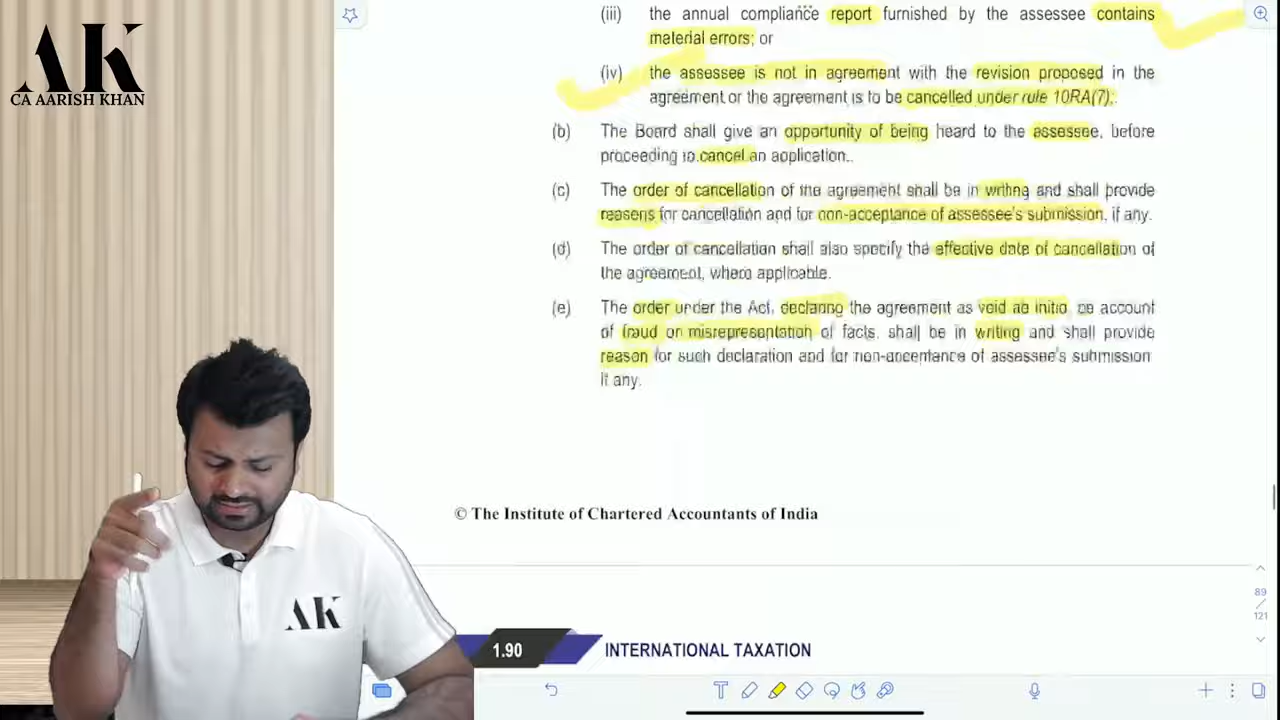 AK
CA AARISH KHAN
(iii) the annual compliance report furnished by the assessee contains
material errors; or
(iv) the assessee is not in agreement with the revision proposed in the
agreement or the agreement is to be cancelled under rule 10RA(7);.
(b) The Board shall give an opportunity of being heard to the assessee, before
proceeding to cancel an application..
(c) The order of cancellation of the agreement shall be in writing and shall provide
reasons for cancellation and for non-acceptance of assessee's submission, if any.
(d) The order of cancellation shall also specify the effective date of cancellation of
the agreement, where applicable.
(e) The order under the Act, declaring the agreement as void ab initio, on account
of fraud or misrepresentation of facts, shall be in writing and shall provide
reason for such declaration and for non-acceptance of assessee's submission
if any.
© The Institute of Chartered Accountants of India
89
/
121
AK
1.90 INTERNATIONAL TAXATION
T